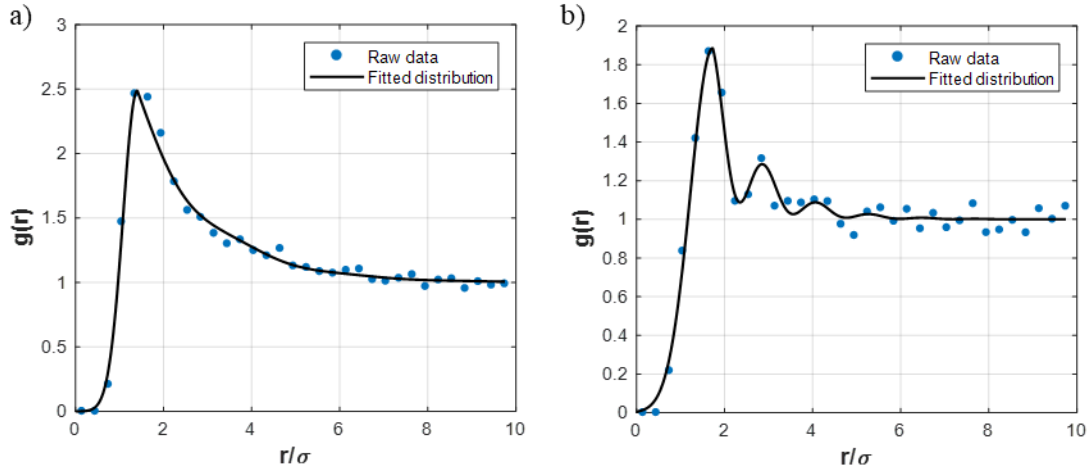 a)
3
2.5
2
1.5
1
0.5
0
g(r)
Raw data
Fitted distribution
0 2 4 6 8 10
r/σ
b)
2
1.8
1.6
1.4
1.2
1
0.8
0.6
0.4
0.2
0
g(r)
Raw data
Fitted distribution
0 2 4 6 8 10
r/σ